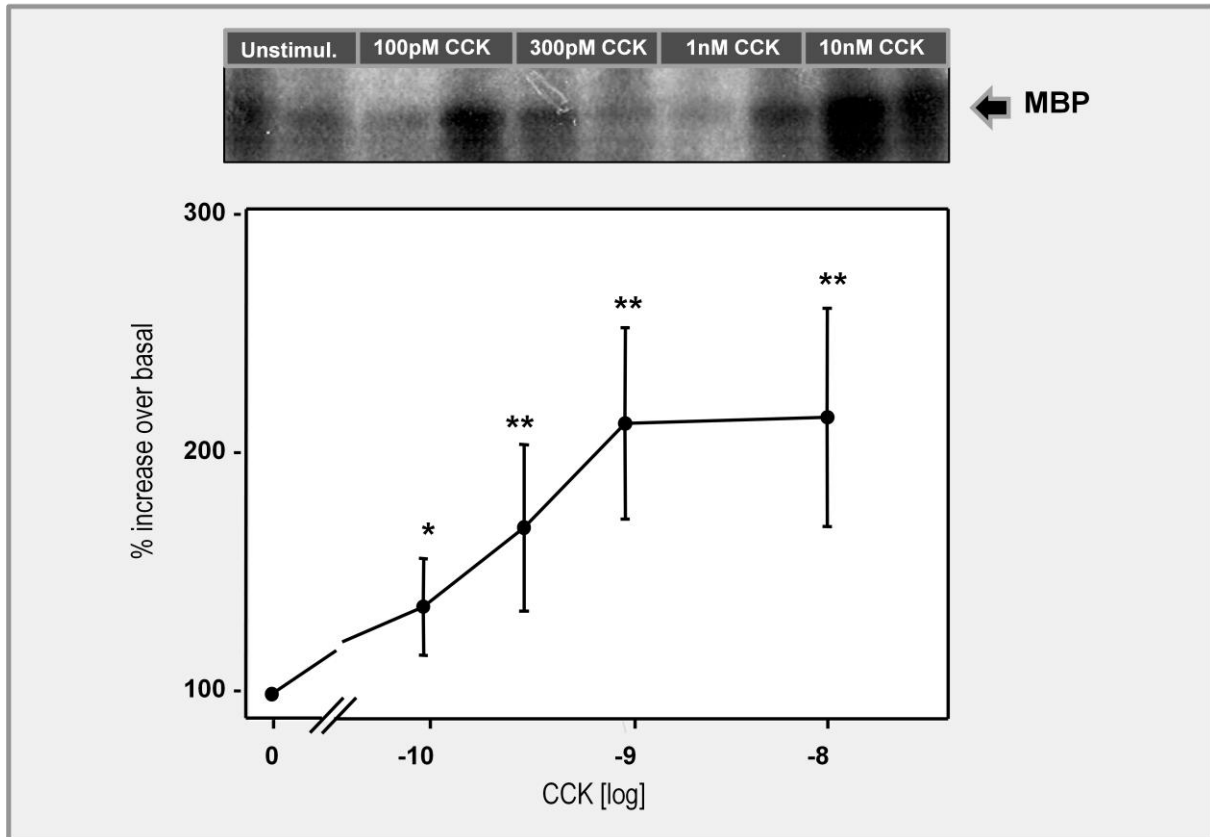 Unstimul. 100pM CCK 300pM CCK 1nM CCK 10nM CCK
MBP
300 -
200 -
100 -
% increase over basal
*
**
**
**
0 -10 -9 -8
CCK [log]